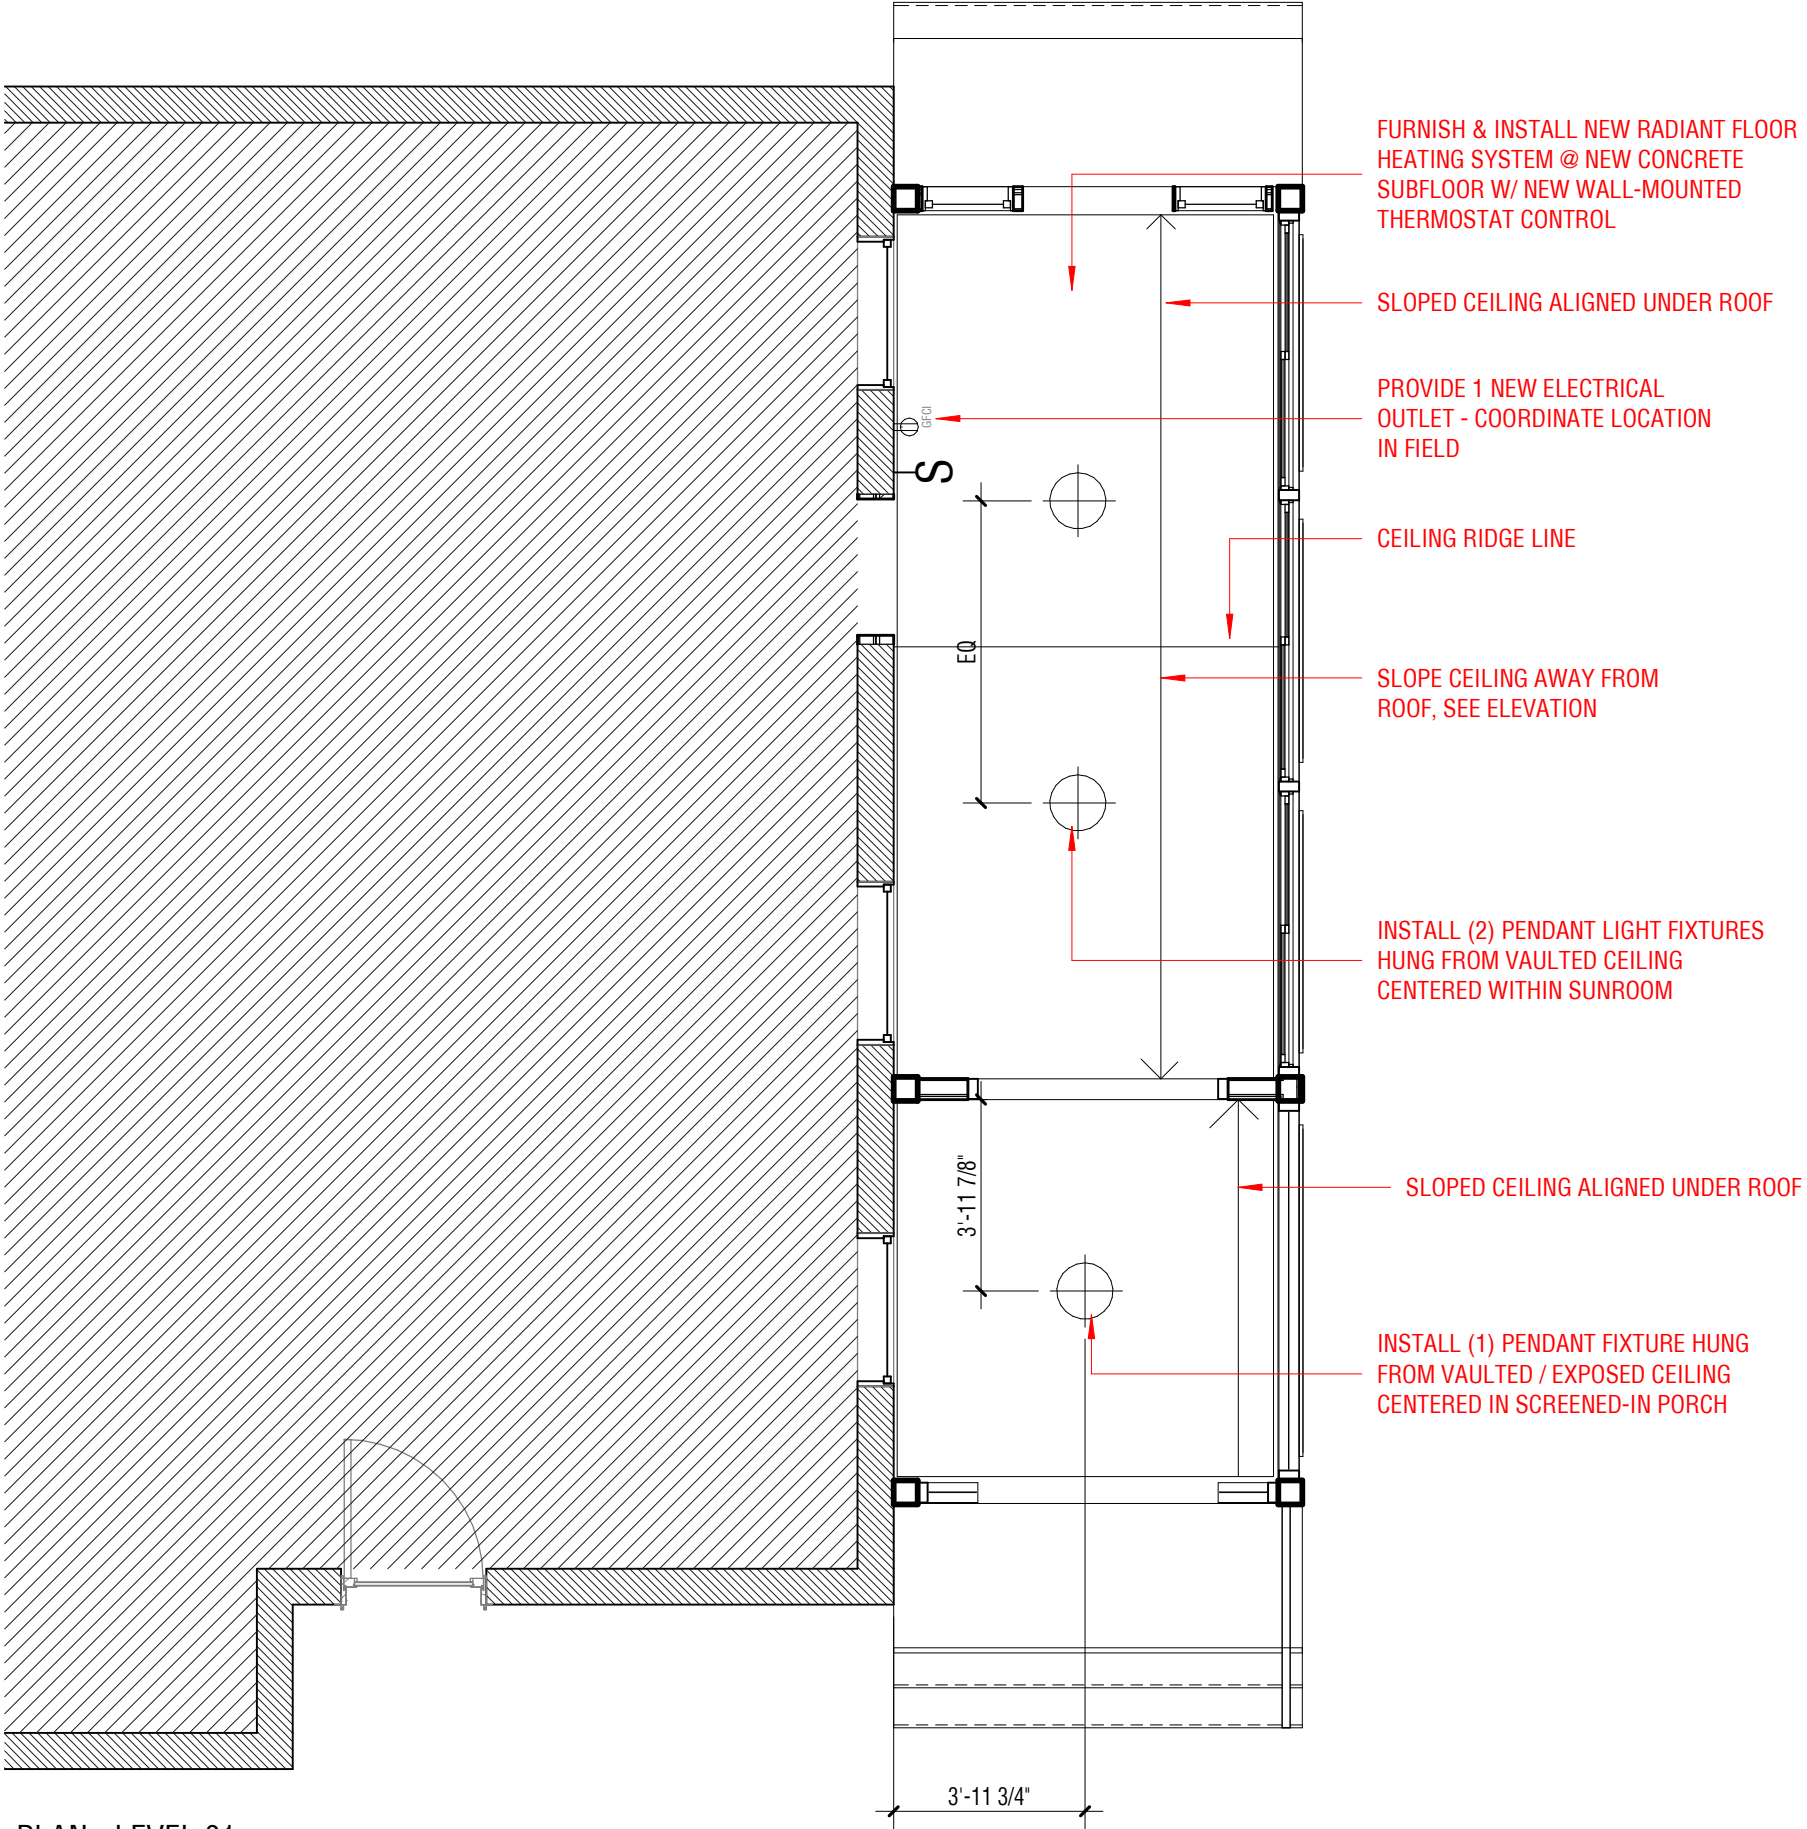 FURNISH & INSTALL NEW RADIANT FLOOR
HEATING SYSTEM @ NEW CONCRETE
SUBFLOOR W/ NEW WALL-MOUNTED
THERMOSTAT CONTROL
SLOPED CEILING ALIGNED UNDER ROOF
PROVIDE 1 NEW ELECTRICAL
OUTLET - COORDINATE LOCATION
IN FIELD
GFCI
S
CEILING RIDGE LINE
EQ
SLOPE CEILING AWAY FROM
ROOF, SEE ELEVATION
INSTALL (2) PENDANT LIGHT FIXTURES
HUNG FROM VAULTED CEILING
CENTERED WITHIN SUNROOM
3'-11 7/8"
SLOPED CEILING ALIGNED UNDER ROOF
INSTALL (1) PENDANT FIXTURE HUNG
FROM VAULTED / EXPOSED CEILING
CENTERED IN SCREENED-IN PORCH
3'-11 3/4"